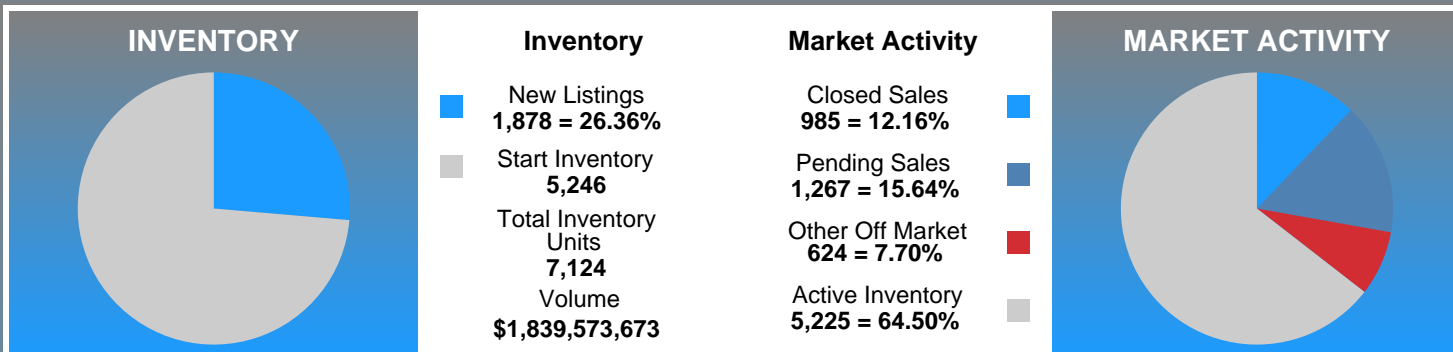 INVENTORY
Inventory
New Listings
1,878 = 26.36%
Start Inventory
5,246
Total Inventory
Units
7,124
Volume
$1,839,573,673
Market Activity
Closed Sales
985 = 12.16%
Pending Sales
1,267 = 15.64%
Other Off Market
624 = 7.70%
Active Inventory
5,225 = 64.50%
MARKET ACTIVITY